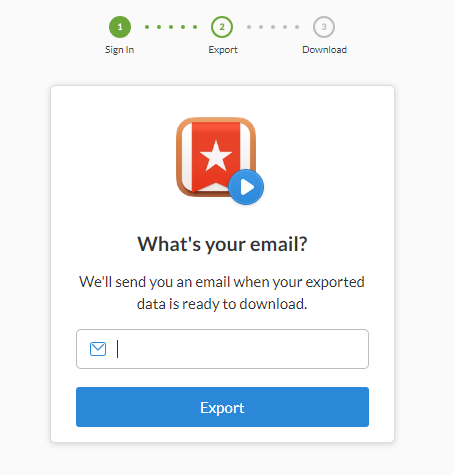 1 2 3
Sign In Export Download
What's your email?
We'll send you an email when your exported
data is ready to download.
Export